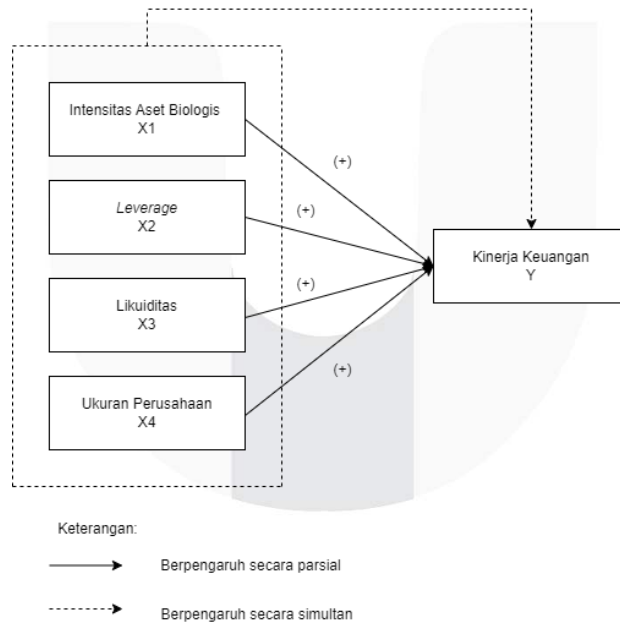 Intensitas Aset Biologis
X1
(+)
Leverage
X2
(+)
Kinerja Keuangan
Y
Likuiditas
X3
(+)
Ukuran Perusahaan
X4
(+)
Keterangan:
Berpengaruh secara parsial
Berpengaruh secara simultan